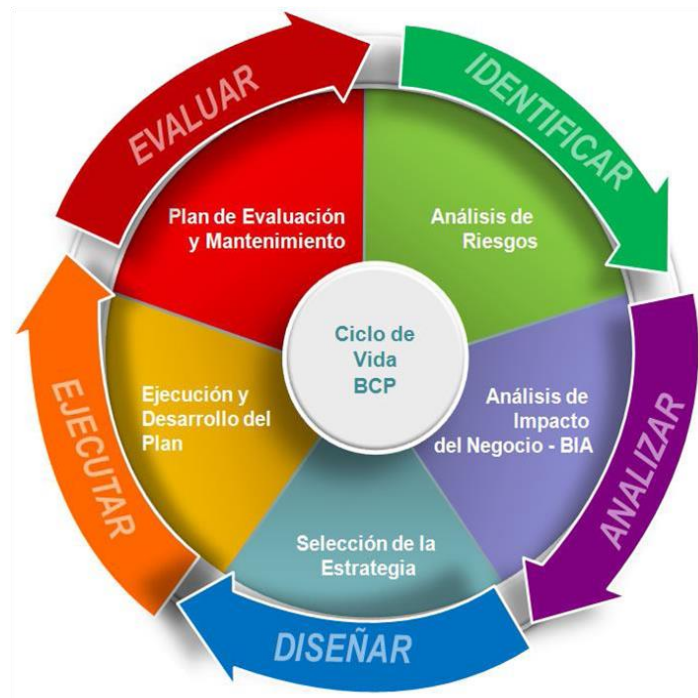 EVALUAR
IDENTIFICAR
Plan de Evaluación
y Mantenimiento
Análisis de
Riesgos
Ciclo de
Vida
BCP
Ejecución y
Desarrollo del
Plan
Análisis de
Impacto
del Negocio - BIA
EJECUTAR
ANALIZAR
Selección de la
Estrategia
DISEÑAR